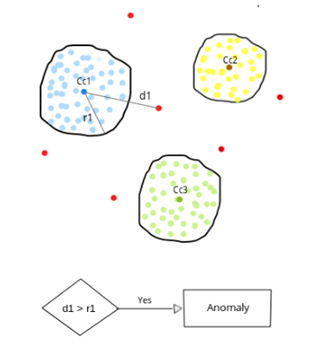 Cc1
Cc2
d1
r1
Cc3
Yes
d1 > r1
Anomaly